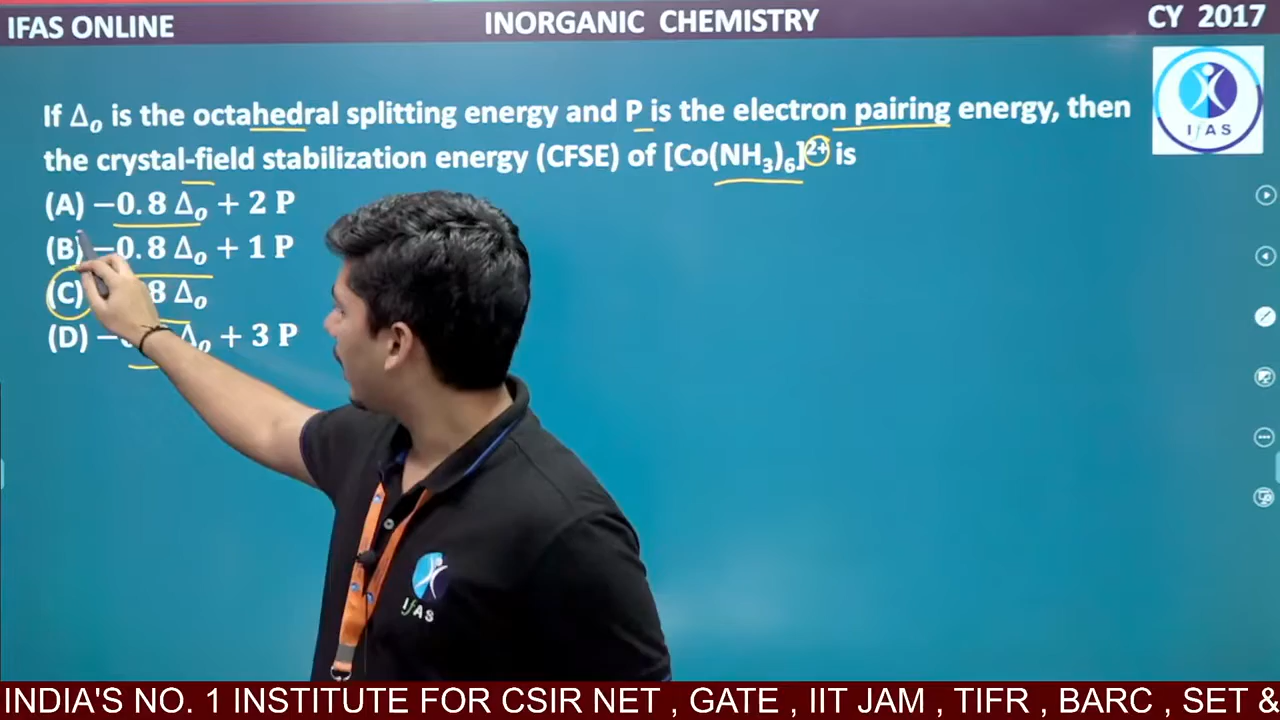 IFAS ONLINE
INORGANIC CHEMISTRY
CY 2017
If Δₒ is the octahedral splitting energy and P is the electron pairing energy, then
the crystal-field stabilization energy (CFSE) of [Co(NH₃)₆]²⁺ is
(A) −0.8 Δₒ + 2 P
(B) −0.8 Δₒ + 1 P
(C) 8 Δₒ
(D) − Δₒ + 3 P
IfAS
IfAS
INDIA'S NO. 1 INSTITUTE FOR CSIR NET , GATE , IIT JAM , TIFR , BARC , SET &